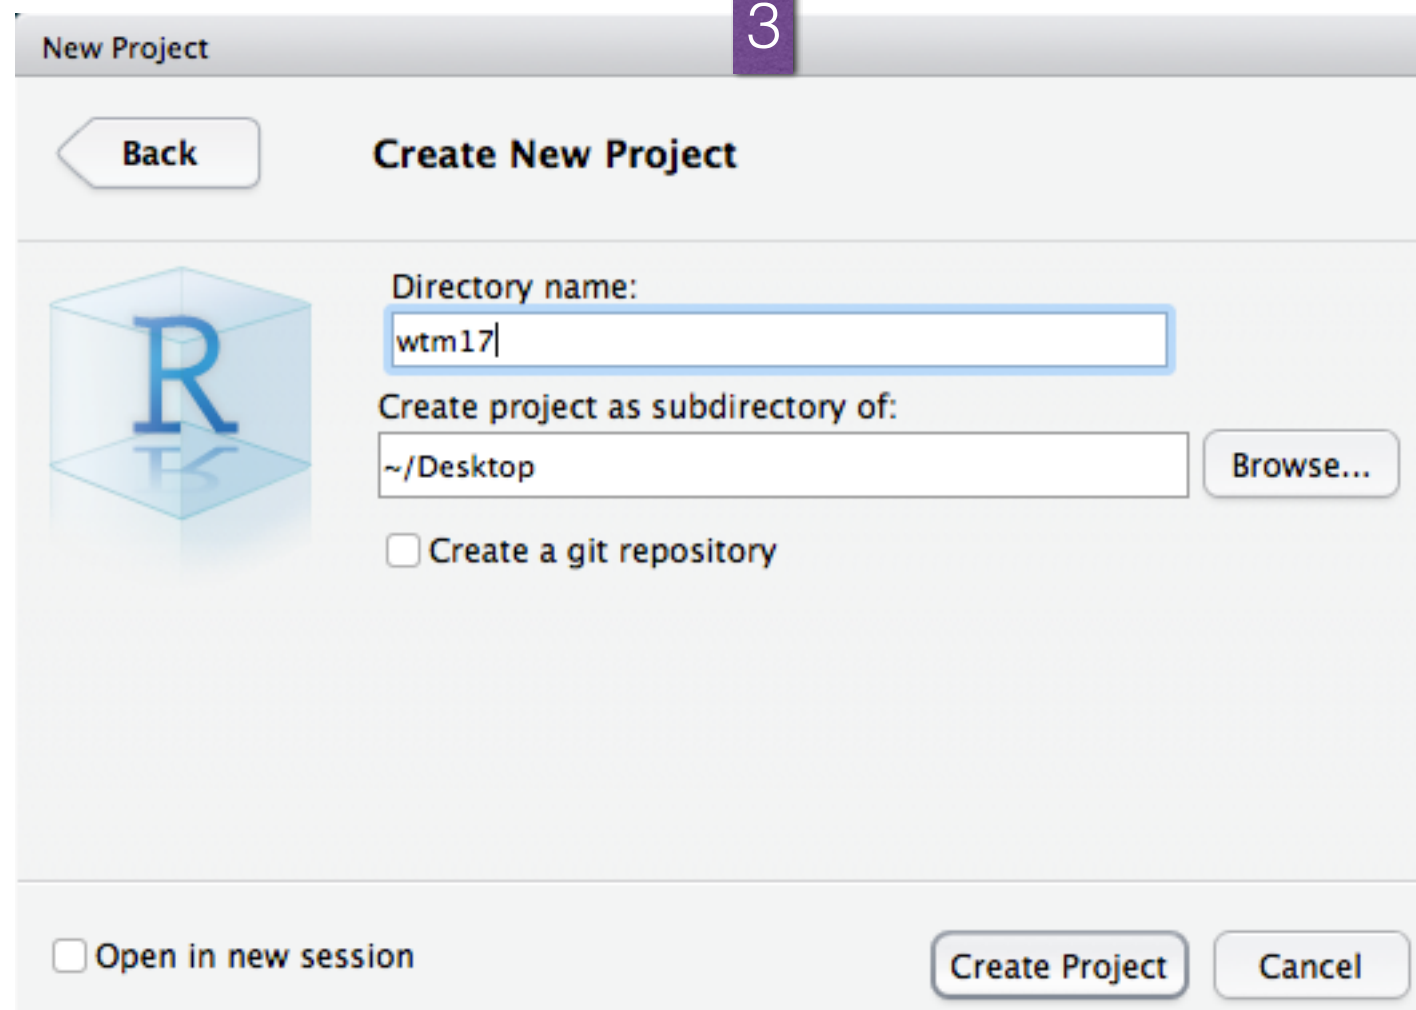 3
New Project
Back
Create New Project
R
Directory name:
wtm17
Create project as subdirectory of:
~/Desktop
Browse...
Create a git repository
Open in new session
Create Project
Cancel